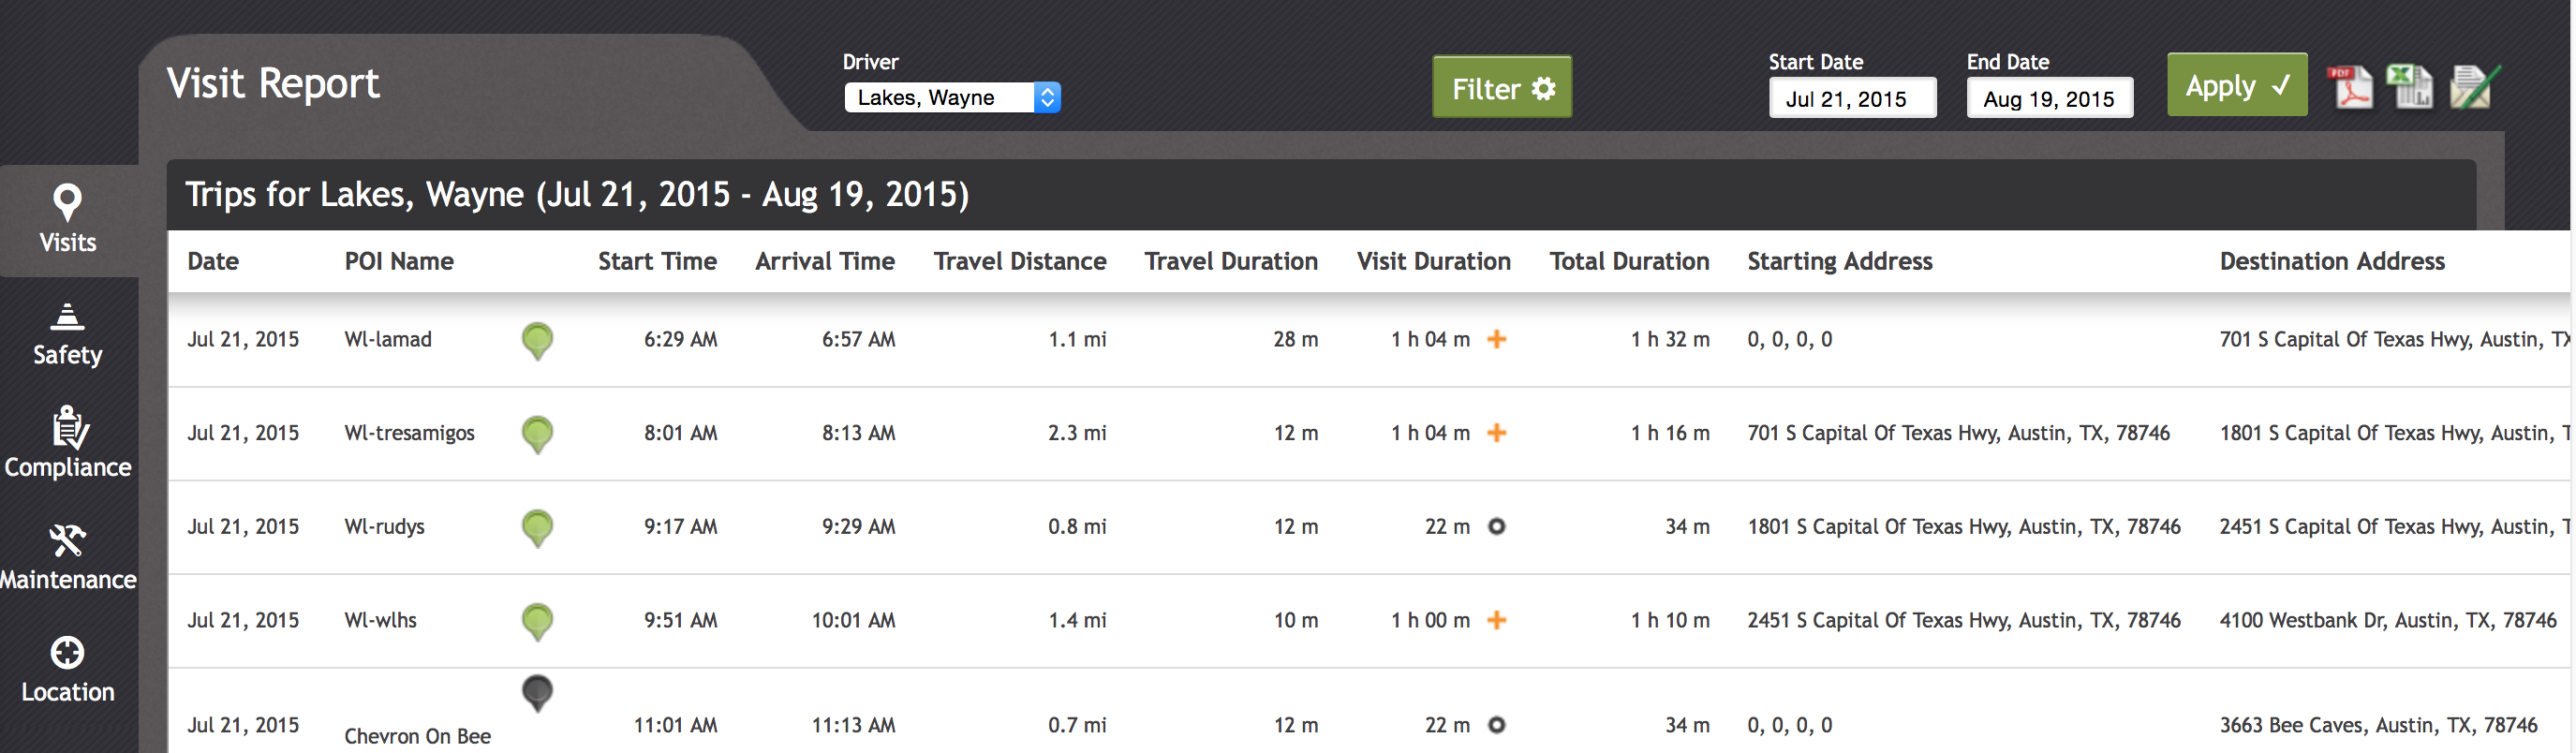 Driver
Start Date
End Date
Visit Report
Lakes, Wayne
Filter
Jul 21, 2015
Aug 19, 2015
Apply
PDF
Visits
Safety
Compliance
Maintenance
Location
Trips for Lakes, Wayne (Jul 21, 2015 - Aug 19, 2015)
Date POI Name Start Time Arrival Time Travel Distance Travel Duration Visit Duration Total Duration Starting Address Destination Address
Jul 21, 2015 Wl-lamad 6:29 AM 6:57 AM 1.1 mi 28 m 1 h 04 m 1 h 32 m 0, 0, 0, 0 701 S Capital Of Texas Hwy, Austin, TX
Jul 21, 2015 Wl-tresamigos 8:01 AM 8:13 AM 2.3 mi 12 m 1 h 04 m 1 h 16 m 701 S Capital Of Texas Hwy, Austin, TX, 78746 1801 S Capital Of Texas Hwy, Austin, T
Jul 21, 2015 Wl-rudys 9:17 AM 9:29 AM 0.8 mi 12 m 22 m 34 m 1801 S Capital Of Texas Hwy, Austin, TX, 78746 2451 S Capital Of Texas Hwy, Austin, T
Jul 21, 2015 Wl-wlhs 9:51 AM 10:01 AM 1.4 mi 10 m 1 h 00 m 1 h 10 m 2451 S Capital Of Texas Hwy, Austin, TX, 78746 4100 Westbank Dr, Austin, TX, 78746
Jul 21, 2015 Chevron On Bee 11:01 AM 11:13 AM 0.7 mi 12 m 22 m 34 m 0, 0, 0, 0 3663 Bee Caves, Austin, TX, 78746